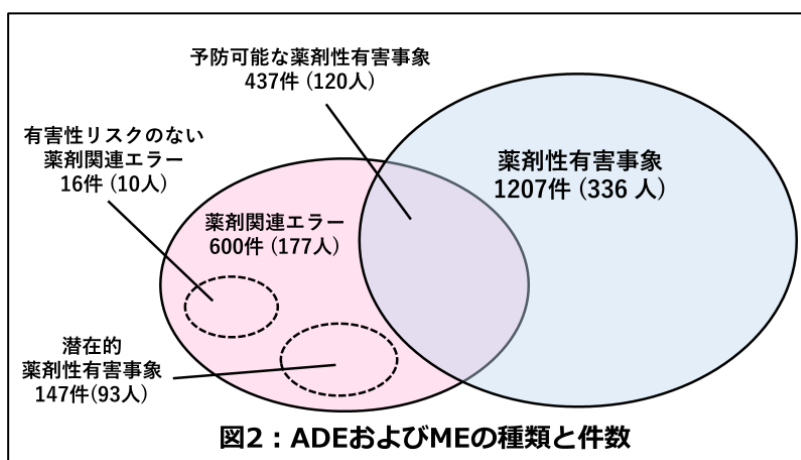 予防可能な薬剤性有害事象
437件 (120人)
有害性リスクのない
薬剤関連エラー
16件 (10人)
薬剤性有害事象
1207件 (336 人)
薬剤関連エラー
600件 (177人)
潜在的
薬剤性有害事象
147件(93人)
図2：ADEおよびMEの種類と件数